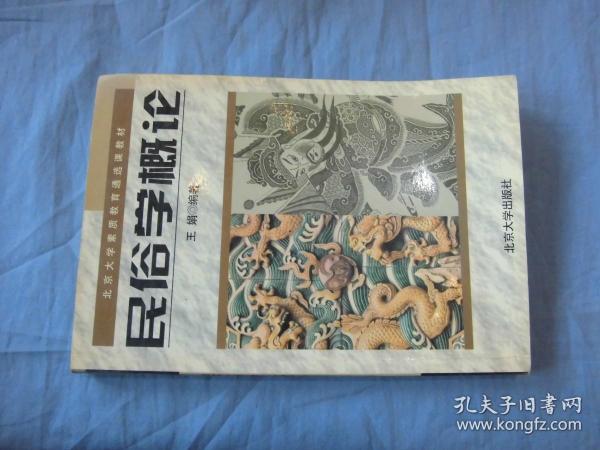 北京大学素质教育通选课教材
民俗学概论
王娟◎编著
北京大学出版社
孔夫子旧书网
www.kongfz.com